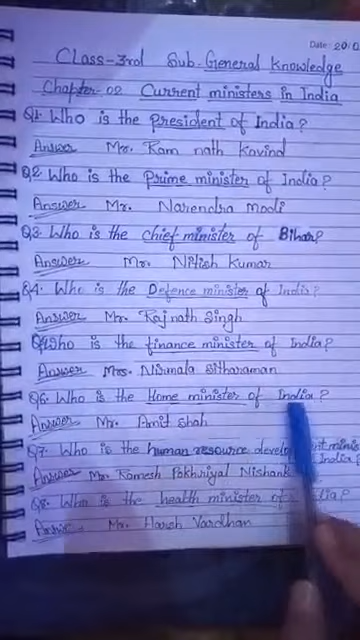 Date: 20/0
Class-3rd Sub-General Knowledge
Chapter-02 Current ministers in India
Q1. Who is the president of India?
Answer Mr. Ram nath Kovind
Q2. Who is the Prime minister of India?
Answer Mr. Narendra modi
Q3. Who is the chief minister of Bihar?
Answer Mr. Nitish Kumar
Q4. Who is the Defence minister of India?
Answer Mr. Rajnath Singh
Who is the finance minister of India?
Answer Mrs. Nirmala Sitharaman
Q6. Who is the Home minister of India?
Answer Mr. Amit shah
Q7. Who is the human resource minis
India?
Answer Mr. Ramesh Pokhriyal Nishank
Q8. Who is the health minister of
Mr. Harsh Vardhan